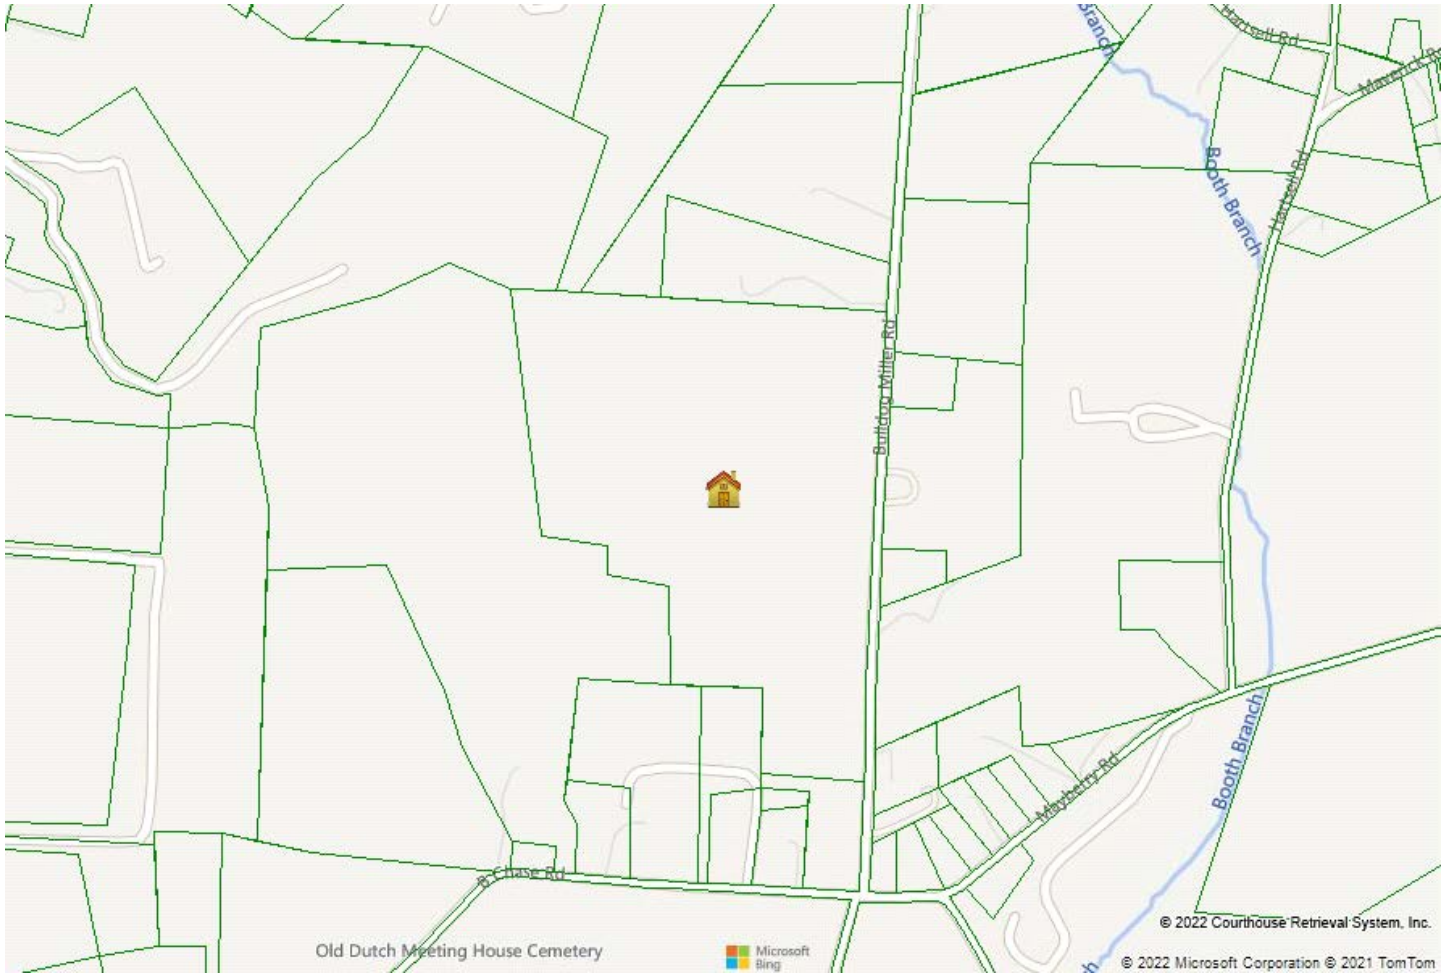 Branch
Hartsell Rd
Maverick R
Booth Branch
Hartsell Rd
Bulldog Miller Rd
Booth Branch
Mayberry Rd
B Chase Rd
Old Dutch Meeting House Cemetery
Microsoft
Bing
© 2022 Courthouse Retrieval System, Inc.
© 2022 Microsoft Corporation © 2021 TomTom